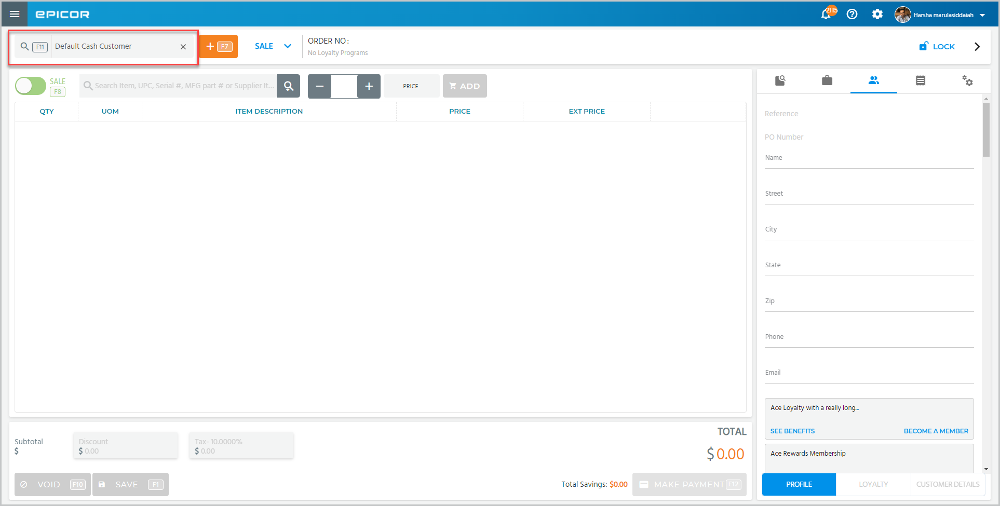 EPICOR
2115
Harsha marulasiddaiah
F11 Default Cash Customer
F7
SALE
ORDER NO :
No Loyalty Programs
LOCK
SALE
F8
Search Item, UPC, Serial #, MFG part # or Supplier It...
PRICE
ADD
QTY UOM ITEM DESCRIPTION PRICE EXT PRICE
Reference
PO Number
Name
Street
City
State
Zip
Phone
Email
Ace Loyalty with a really long...
SEE BENEFITS BECOME A MEMBER
Ace Rewards Membership
PROFILE LOYALTY CUSTOMER DETAILS
Subtotal
$
Discount
$ 0.00
Tax- 10.0000%
$ 0.00
TOTAL
$ 0.00
VOID F10
SAVE F1
Total Savings: $0.00
MAKE PAYMENT F12